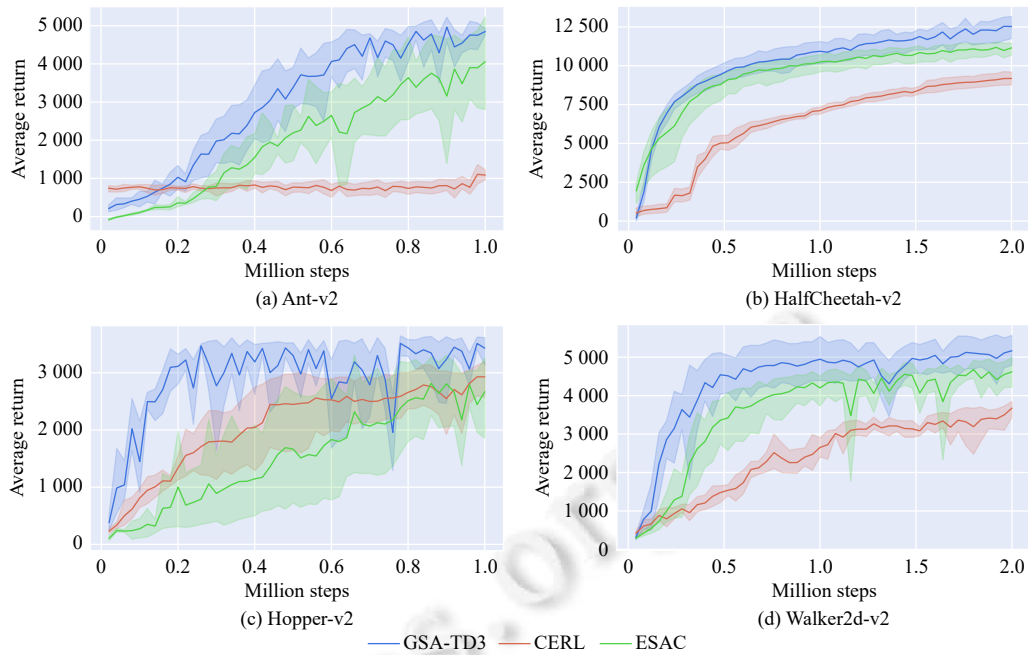 5 000
4 000
3 000
2 000
1 000
0
Average return
0 0.2 0.4 0.6 0.8 1.0
Million steps
(a) Ant-v2
12 500
10 000
7 500
5 000
2 500
0
Average return
0 0.5 1.0 1.5 2.0
Million steps
(b) HalfCheetah-v2
3 000
2 000
1 000
0
Average return
0 0.2 0.4 0.6 0.8 1.0
Million steps
(c) Hopper-v2
5 000
4 000
3 000
2 000
1 000
0
Average return
0 0.5 1.0 1.5 2.0
Million steps
(d) Walker2d-v2
GSA-TD3 CERL ESAC